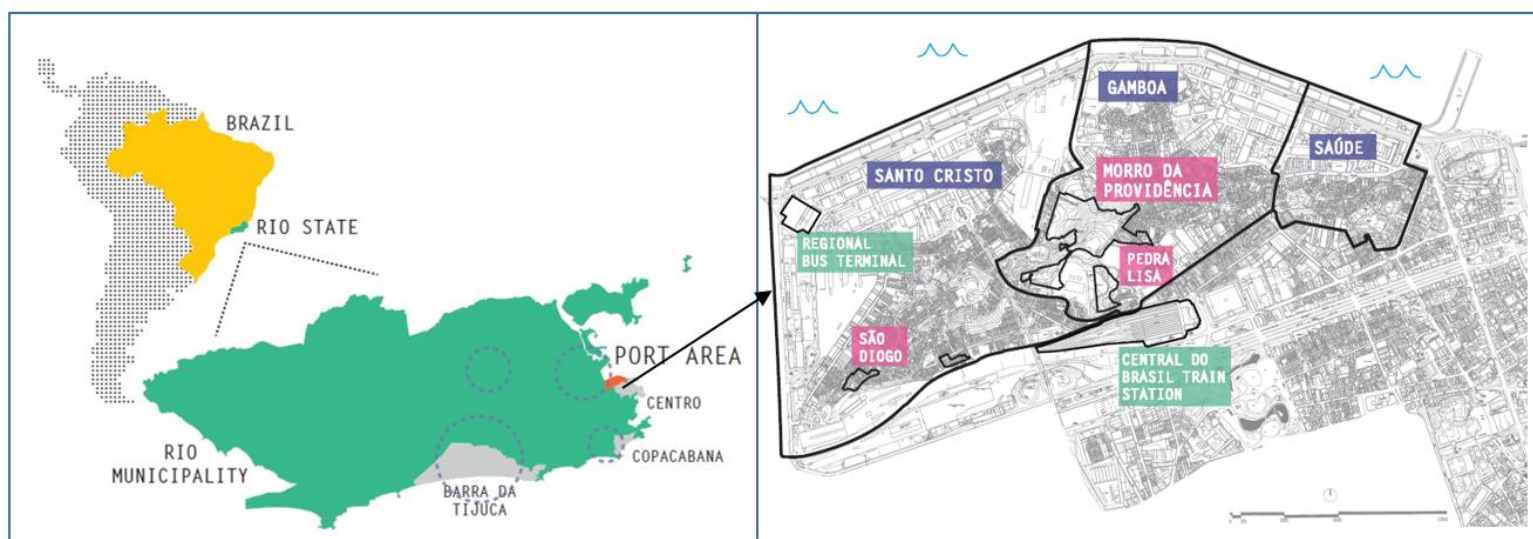 BRAZIL
RIO STATE
PORT AREA
CENTRO
COPACABANA
RIO
MUNICIPALITY
BARRA DA
TIJUCA
GAMBOA
SAÚDE
SANTO CRISTO
MORRO DA
PROVIDÊNCIA
REGIONAL
BUS TERMINAL
PEDRA
LISA
SÃO
DIOGO
CENTRAL DO
BRASIL TRAIN
STATION